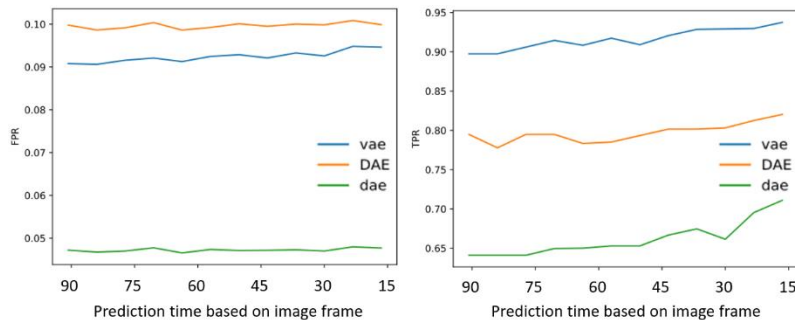 0.10
0.09
0.08
0.07
0.06
0.05
FPR
vae
DAE
dae
90 75 60 45 30 15
Prediction time based on image frame
0.95
0.90
0.85
0.80
0.75
0.70
0.65
TPR
vae
DAE
dae
90 75 60 45 30 15
Prediction time based on image frame